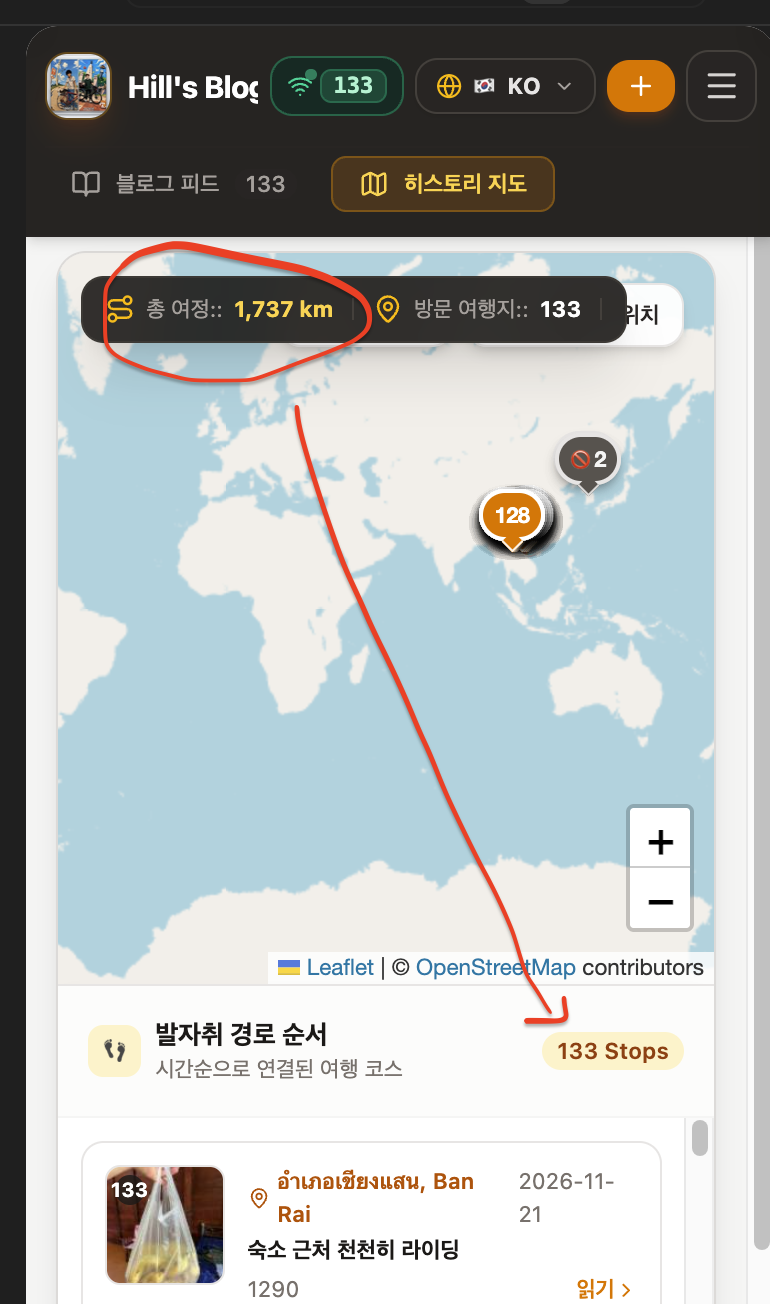 Hill's Blog
133
KO
블로그 피드 133
히스토리 지도
총 여정:: 1,737 km
방문 여행지:: 133
위치
2
128
+
−
Leaflet | © OpenStreetMap contributors
발자취 경로 순서
시간순으로 연결된 여행 코스
133 Stops
133
อำเภอเชียงแสน, Ban
Rai
2026-11-
21
숙소 근처 천천히 라이딩
1290
읽기